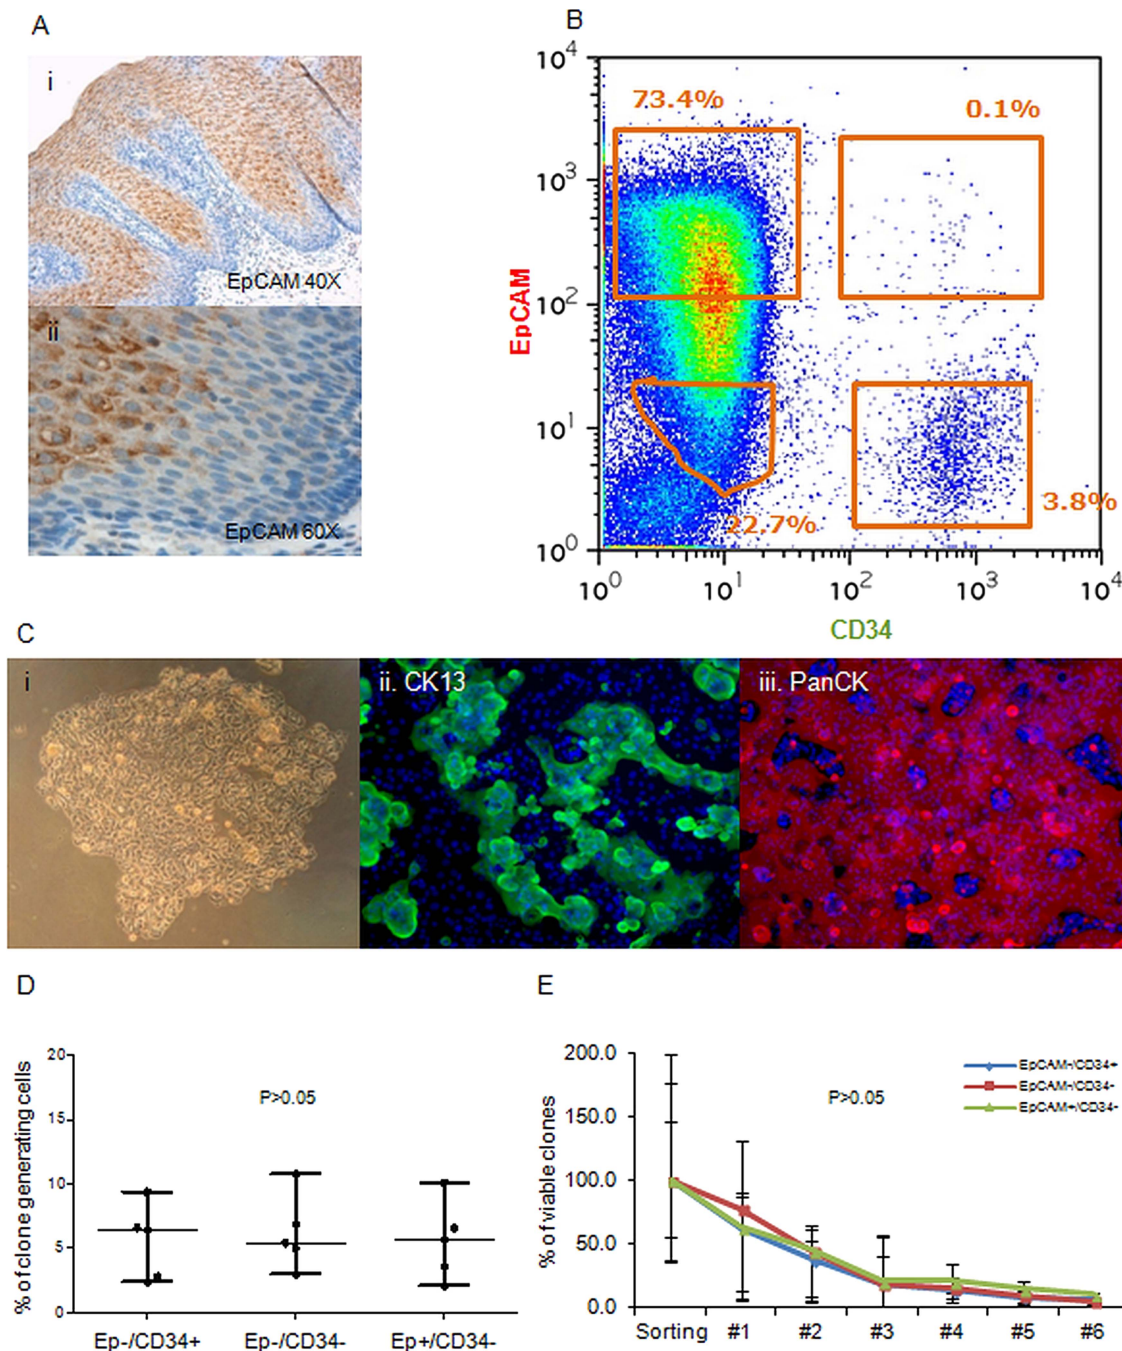 A
i
EpCAM 40X
ii
EpCAM 60X
B
10^4
10^3
10^2
10^1
10^0
EpCAM
73.4%
0.1%
22.7%
3.8%
10^0 10^1 10^2 10^3 10^4
CD34
C
i
ii. CK13
iii. PanCK
D
% of clone generating cells
20
15
10
5
0
P>0.05
Ep-/CD34+ Ep-/CD34- Ep+/CD34-
E
% of viable clones
200.0
150.0
100.0
50.0
0.0
P>0.05
EpCAM-/CD34+
EpCAM-/CD34-
EpCAM+/CD34-
Sorting #1 #2 #3 #4 #5 #6